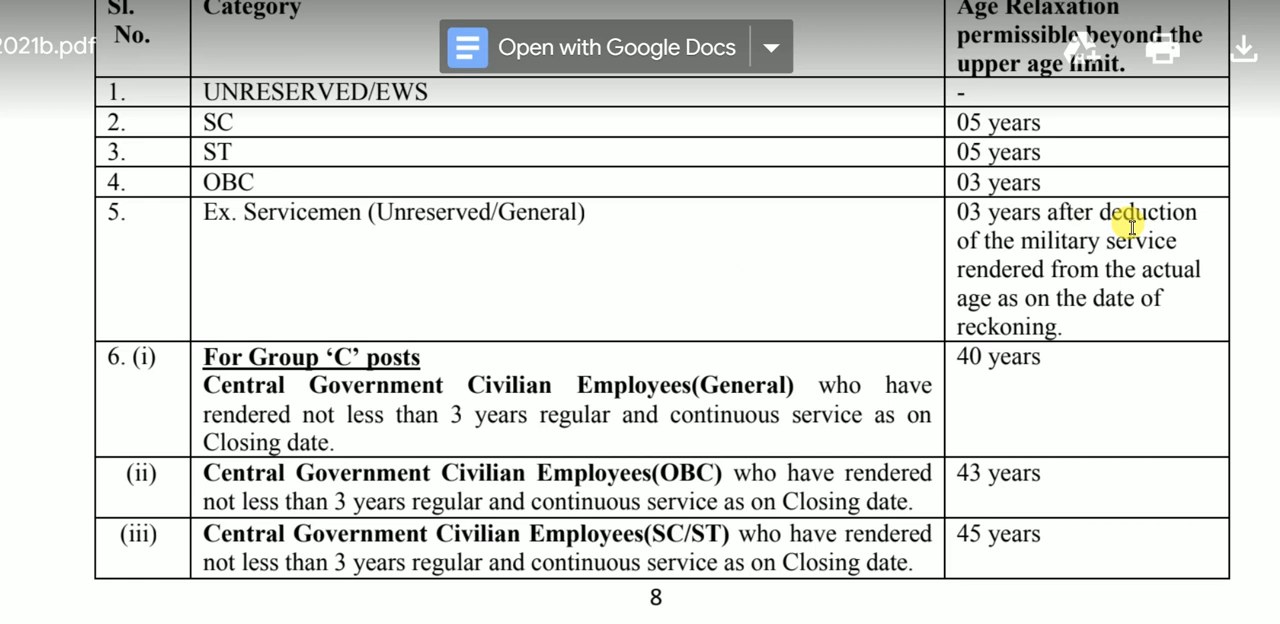 Sl.
No.
Category
Age Relaxation
permissible beyond the
upper age limit.
2021b.pdf
Open with Google Docs
1.
UNRESERVED/EWS
-
2.
SC
05 years
3.
ST
05 years
4.
OBC
03 years
5.
Ex. Servicemen (Unreserved/General)
03 years after deduction
of the military service
rendered from the actual
age as on the date of
reckoning.
6. (i)
For Group ‘C’ posts
Central Government Civilian Employees(General) who have
rendered not less than 3 years regular and continuous service as on
Closing date.
40 years
(ii)
Central Government Civilian Employees(OBC) who have rendered
not less than 3 years regular and continuous service as on Closing date.
43 years
(iii)
Central Government Civilian Employees(SC/ST) who have rendered
not less than 3 years regular and continuous service as on Closing date.
45 years
8